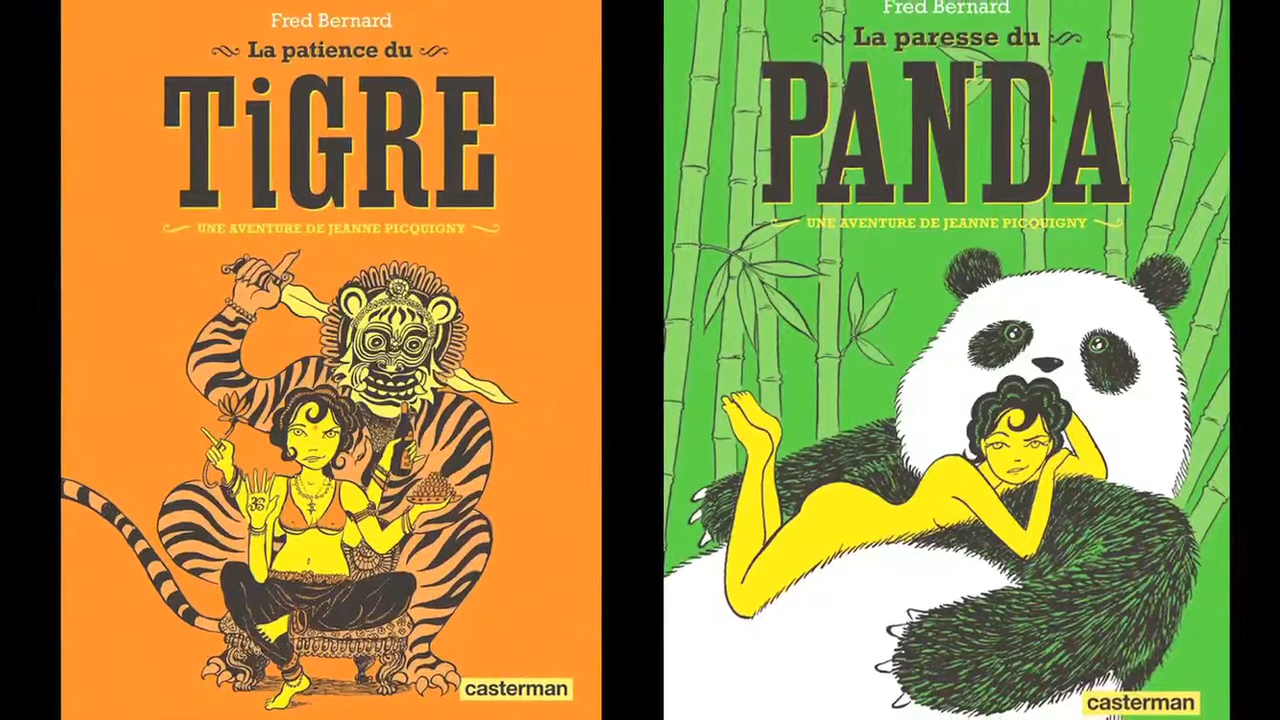 Fred Bernard
La patience du
TiGRE
UNE AVENTURE DE JEANNE PICQUIGNY
casterman
Fred Bernard
La paresse du
PANDA
UNE AVENTURE DE JEANNE PICQUIGNY
casterman